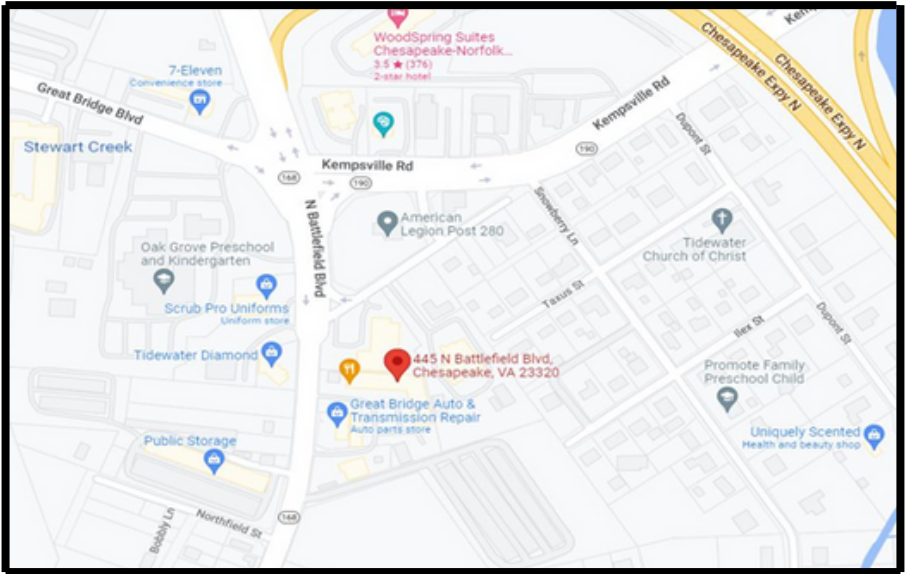 WoodSpring Suites
Chesapeake-Norfolk...
3.5 ★ (376)
2-star hotel
Chesapeake Expy N
Chesapeake Expy N
7-Eleven
Convenience store
Great Bridge Blvd
Kempsville Rd
Dupont St
Stewart Creek
Kempsville Rd
190
168
190
N Battlefield Blvd
American
Legion Post 280
Snowberry Ln
Tidewater
Church of Christ
Oak Grove Preschool
and Kindergarten
Scrub Pro Uniforms
Uniform store
Taxus St
Ilex St
Dupont St
Tidewater Diamond
445 N Battlefield Blvd,
Chesapeake, VA 23320
Promote Family
Preschool Child
Great Bridge Auto &
Transmission Repair
Auto parts store
Uniquely Scented
Health and beauty shop
Public Storage
Northfield St
Bobbly Ln
168